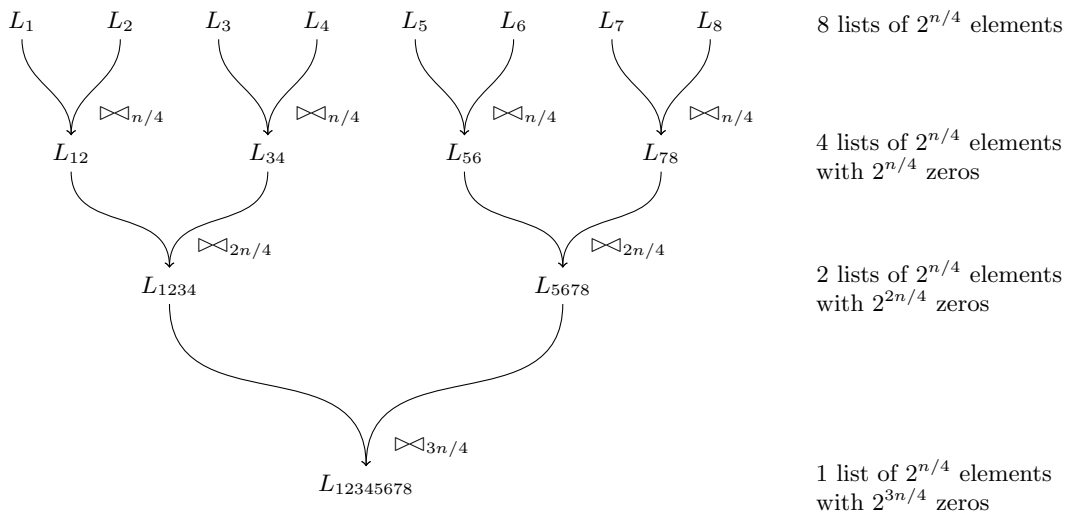 L₁ L₂ L₃ L₄ L₅ L₆ L₇ L₈ 8 lists of 2^{n/4} elements
⋈_{n/4} ⋈_{n/4} ⋈_{n/4} ⋈_{n/4}
L₁₂ L₃₄ L₅₆ L₇₈ 4 lists of 2^{n/4} elements
with 2^{n/4} zeros
⋈_{2n/4} ⋈_{2n/4}
L₁₂₃₄ L₅₆₇₈ 2 lists of 2^{n/4} elements
with 2^{2n/4} zeros
⋈_{3n/4}
L₁₂₃₄₅₆₇₈ 1 list of 2^{n/4} elements
with 2^{3n/4} zeros